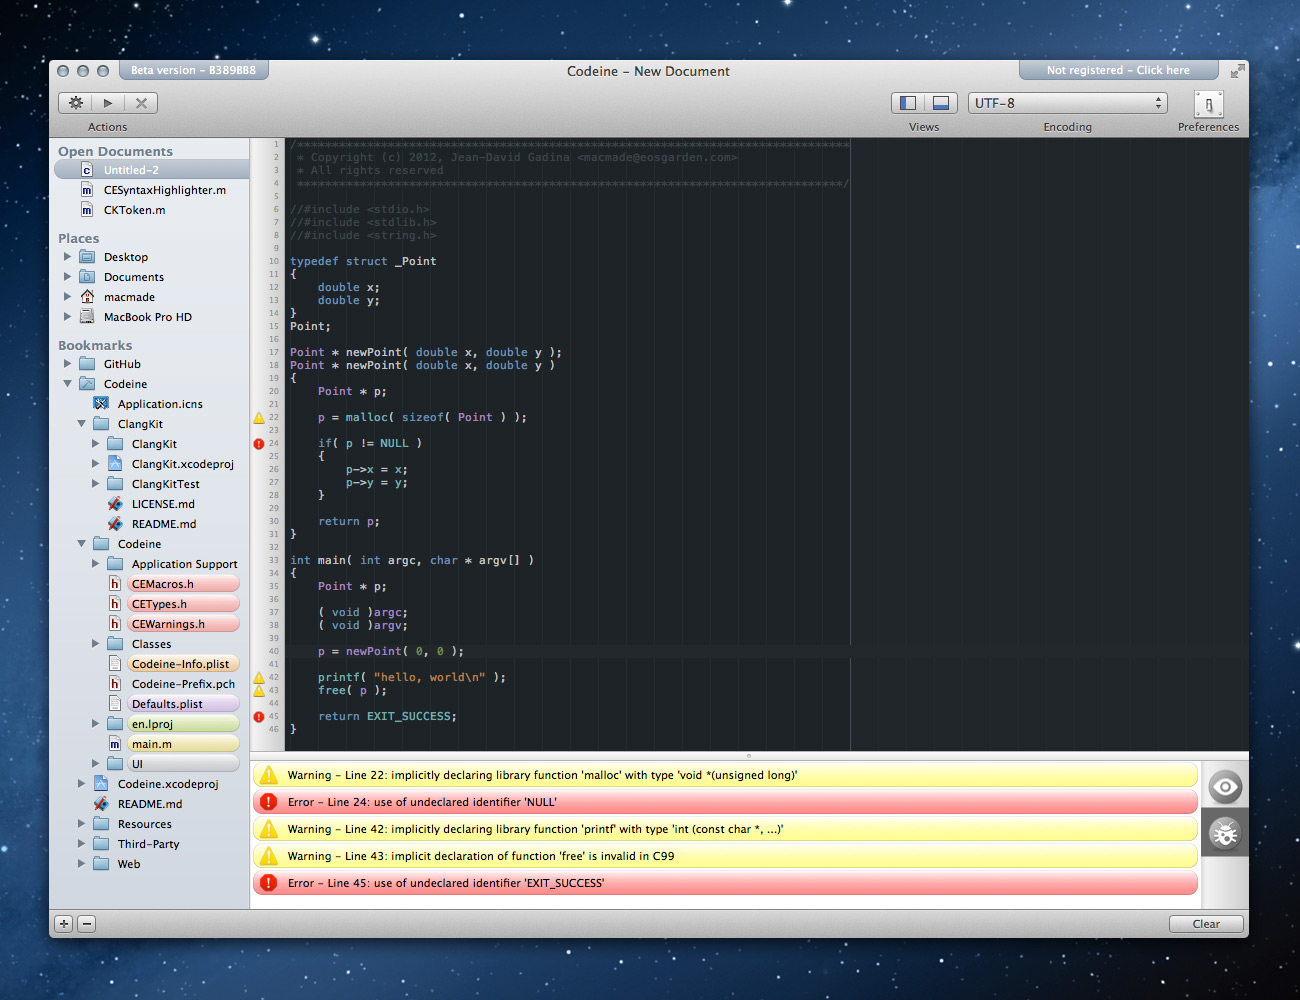 Beta version – B389BB8
Codeine – New Document
Not registered – Click here
UTF-8
Actions
Views
Encoding
Preferences
Open Documents
Untitled-2
CESyntaxHighlighter.m
CKToken.m
Places
Desktop
Documents
macmade
MacBook Pro HD
Bookmarks
GitHub
Codeine
Application.icns
ClangKit
ClangKit
ClangKit.xcodeproj
ClangKitTest
LICENSE.md
README.md
Codeine
Application Support
CEMacros.h
CETypes.h
CEWarnings.h
Classes
Codeine-Info.plist
Codeine-Prefix.pch
Defaults.plist
en.lproj
main.m
UI
Codeine.xcodeproj
README.md
Resources
Third-Party
Web
1 /*******************************************************************************
2 * Copyright (c) 2012, Jean-David Gadina <macmade@eosgarden.com>
3 * All rights reserved
4 ******************************************************************************/
5
6 //#include <stdio.h>
7 //#include <stdlib.h>
8 //#include <string.h>
9
10 typedef struct _Point
11 {
12 double x;
13 double y;
14 }
15 Point;
16
17 Point * newPoint( double x, double y );
18 Point * newPoint( double x, double y )
19 {
20 Point * p;
21
22 p = malloc( sizeof( Point ) );
23
24 if( p != NULL )
25 {
26 p->x = x;
27 p->y = y;
28 }
29
30 return p;
31 }
32
33 int main( int argc, char * argv[] )
34 {
35 Point * p;
36
37 ( void )argc;
38 ( void )argv;
39
40 p = newPoint( 0, 0 );
41
42 printf( "hello, world\n" );
43 free( p );
44
45 return EXIT_SUCCESS;
46 }
Warning – Line 22: implicitly declaring library function 'malloc' with type 'void *(unsigned long)'
Error – Line 24: use of undeclared identifier 'NULL'
Warning – Line 42: implicitly declaring library function 'printf' with type 'int (const char *, ...)'
Warning – Line 43: implicit declaration of function 'free' is invalid in C99
Error – Line 45: use of undeclared identifier 'EXIT_SUCCESS'
Clear